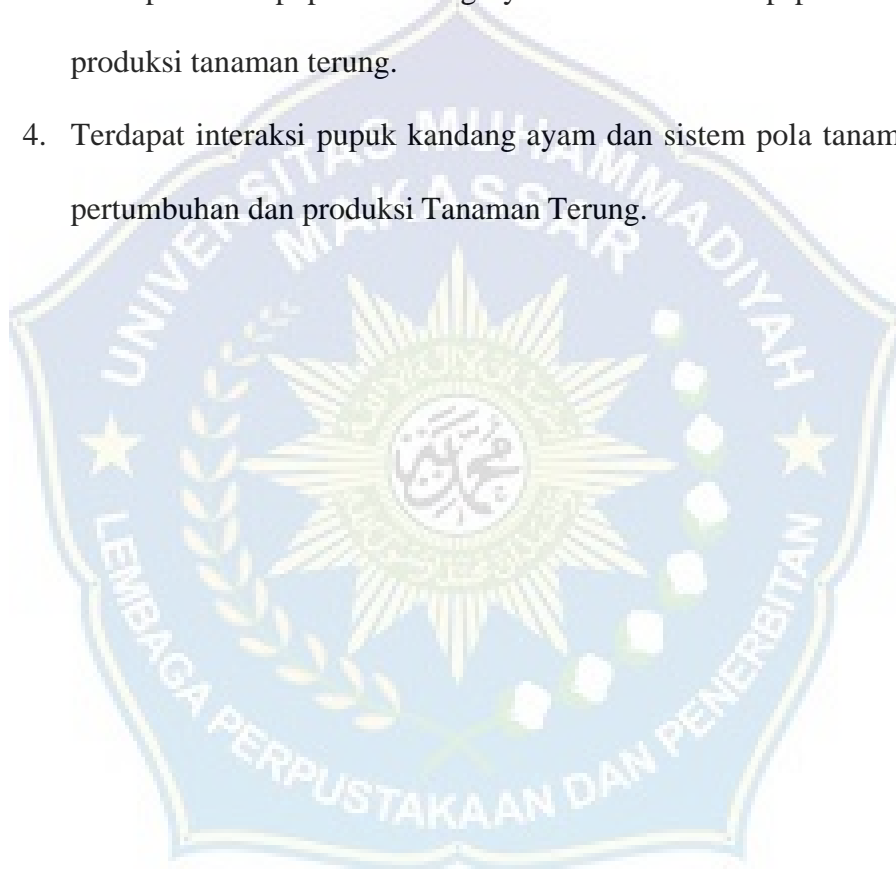 produksi tanaman terung.
4. Terdapat interaksi pupuk kandang ayam dan sistem pola tanam
pertumbuhan dan produksi Tanaman Terung.
UNIVERSITAS MUHAMMADIYAH
MAKASSAR
محمدية
LEMBAGA PERPUSTAKAAN DAN PENERBITAN